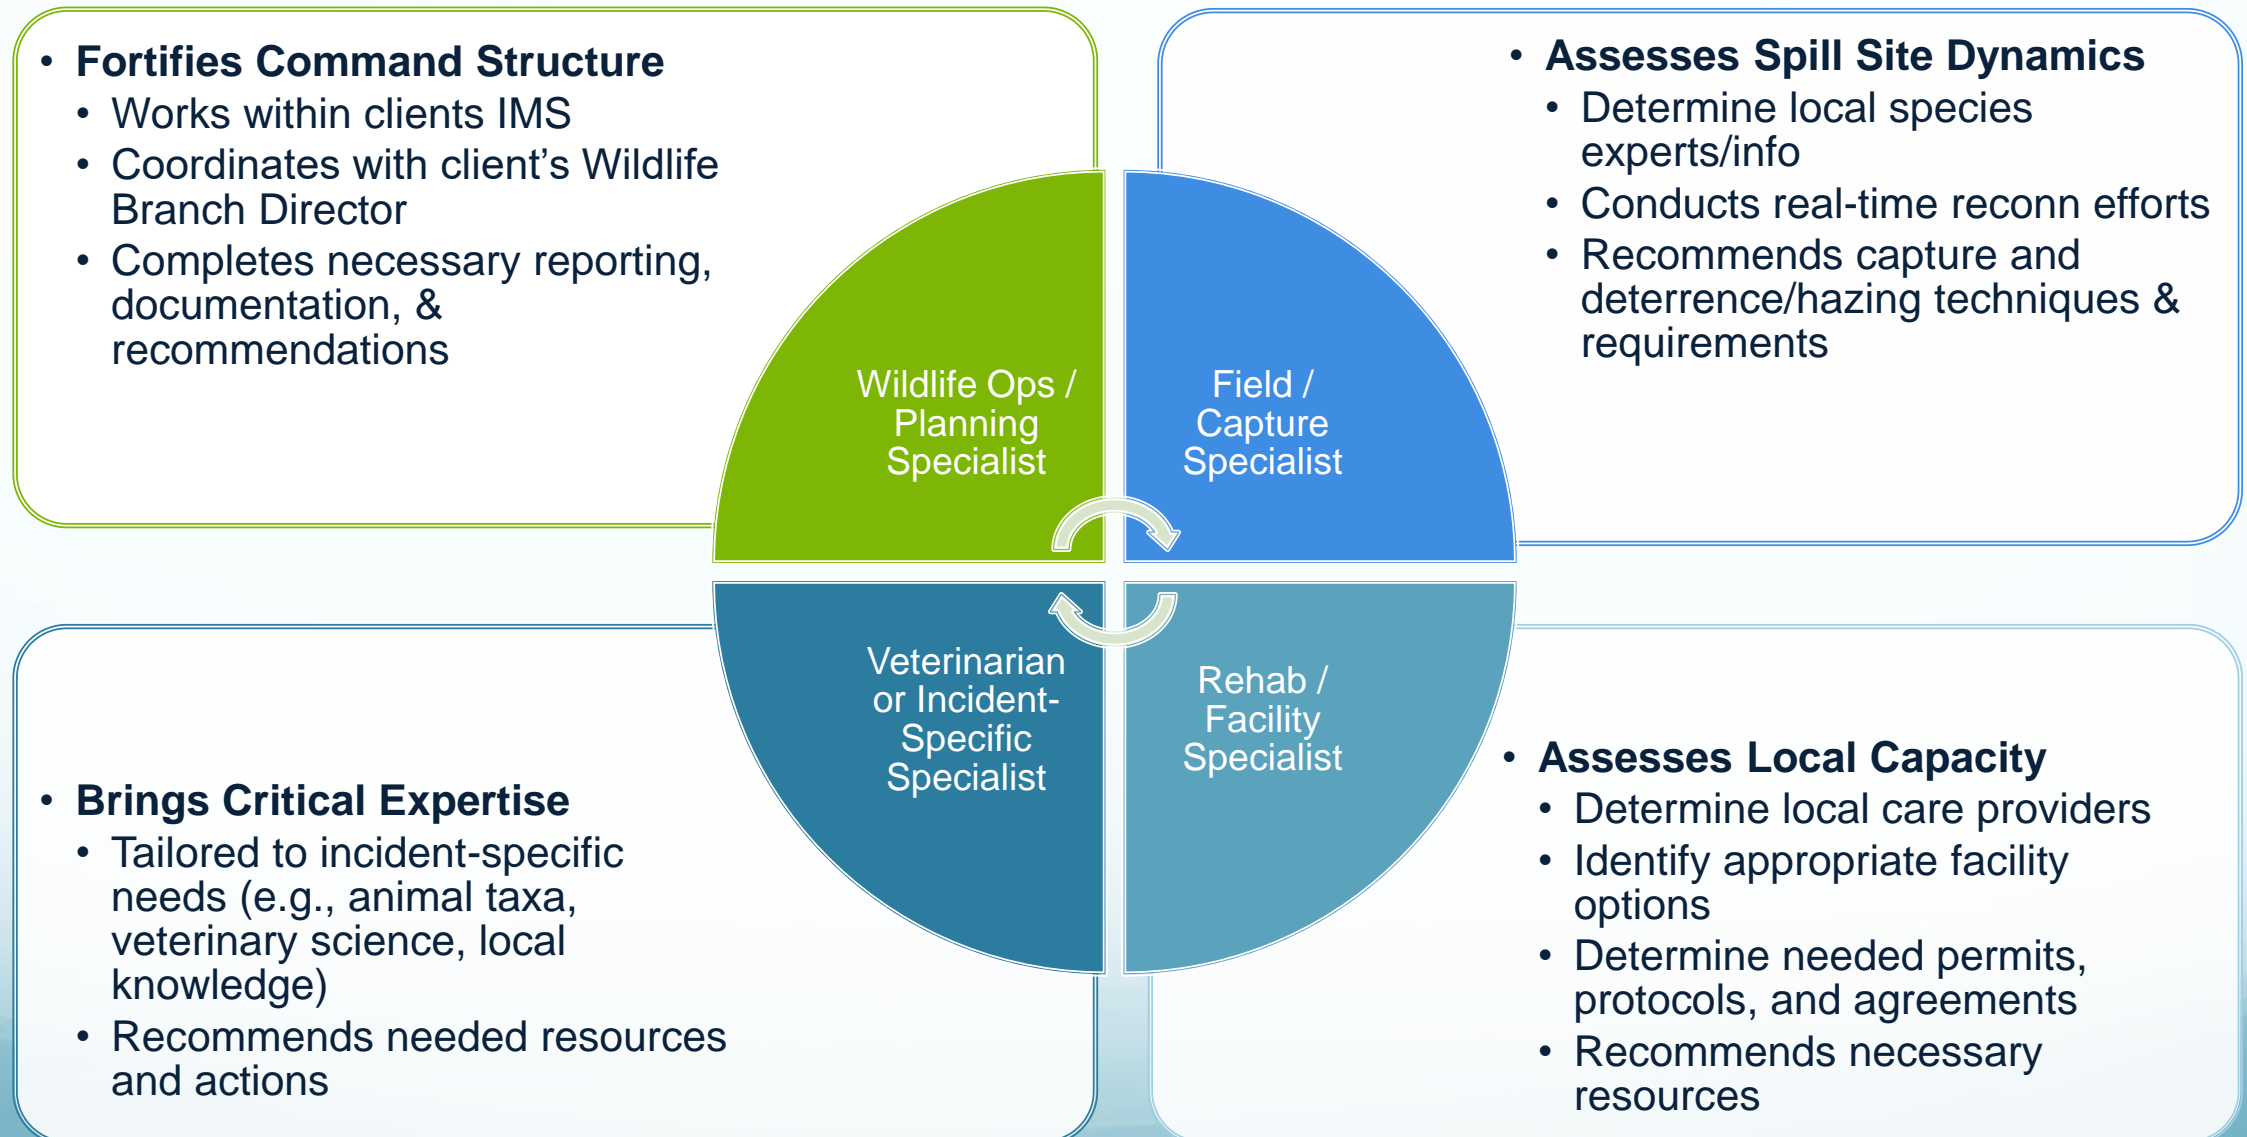 • Fortifies Command Structure
• Works within clients IMS
• Coordinates with client's Wildlife
Branch Director
• Completes necessary reporting,
documentation, &
recommendations
• Assesses Spill Site Dynamics
• Determine local species
experts/info
• Conducts real-time reconn efforts
• Recommends capture and
deterrence/hazing techniques &
requirements
Wildlife Ops /
Planning
Specialist
Field /
Capture
Specialist
Veterinarian
or Incident-
Specific
Specialist
Rehab /
Facility
Specialist
• Brings Critical Expertise
• Tailored to incident-specific
needs (e.g., animal taxa,
veterinary science, local
knowledge)
• Recommends needed resources
and actions
• Assesses Local Capacity
• Determine local care providers
• Identify appropriate facility
options
• Determine needed permits,
protocols, and agreements
• Recommends necessary
resources